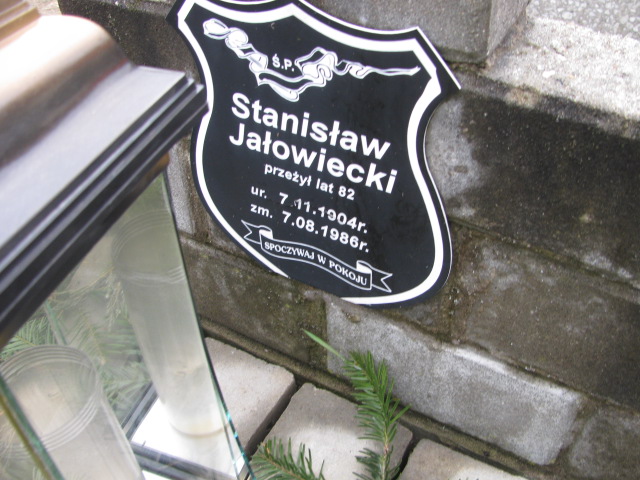 Ś.P.
Stanisław
Jałowiecki
przeżył lat 82
ur. 7.11.1904r.
zm. 7.08.1986r.
SPOCZYWAJ W POKOJU